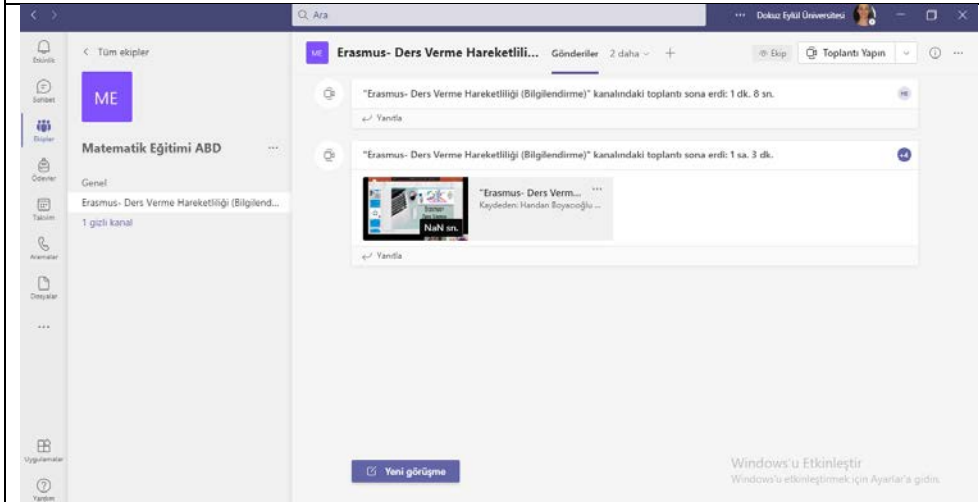 Ara
Dokuz Eylül Üniversitesi
Etkinlik
Sohbet
Ekipler
Ödevler
Takvim
Aramalar
Dosyalar
Uygulamalar
Yardım
Tüm ekipler
ME
Matematik Eğitimi ABD
Genel
Erasmus- Ders Verme Hareketliliği (Bilgilend...
1 gizli kanal
ME Erasmus- Ders Verme Hareketlili... Gönderiler 2 daha Ekip Toplantı Yapın
"Erasmus- Ders Verme Hareketliliği (Bilgilendirme)" kanalındaki toplantı sona erdi: 1 dk. 8 sn.
Yanıtla
"Erasmus- Ders Verme Hareketliliği (Bilgilendirme)" kanalındaki toplantı sona erdi: 1 sa. 3 dk. +4
"Erasmus- Ders Verm...
Kaydeden: Handan Boyacıoğlu ...
NaN sn.
Yanıtla
Yeni görüşme
Windows'u Etkinleştir
Windows'u etkinleştirmek için Ayarlar'a gidin.